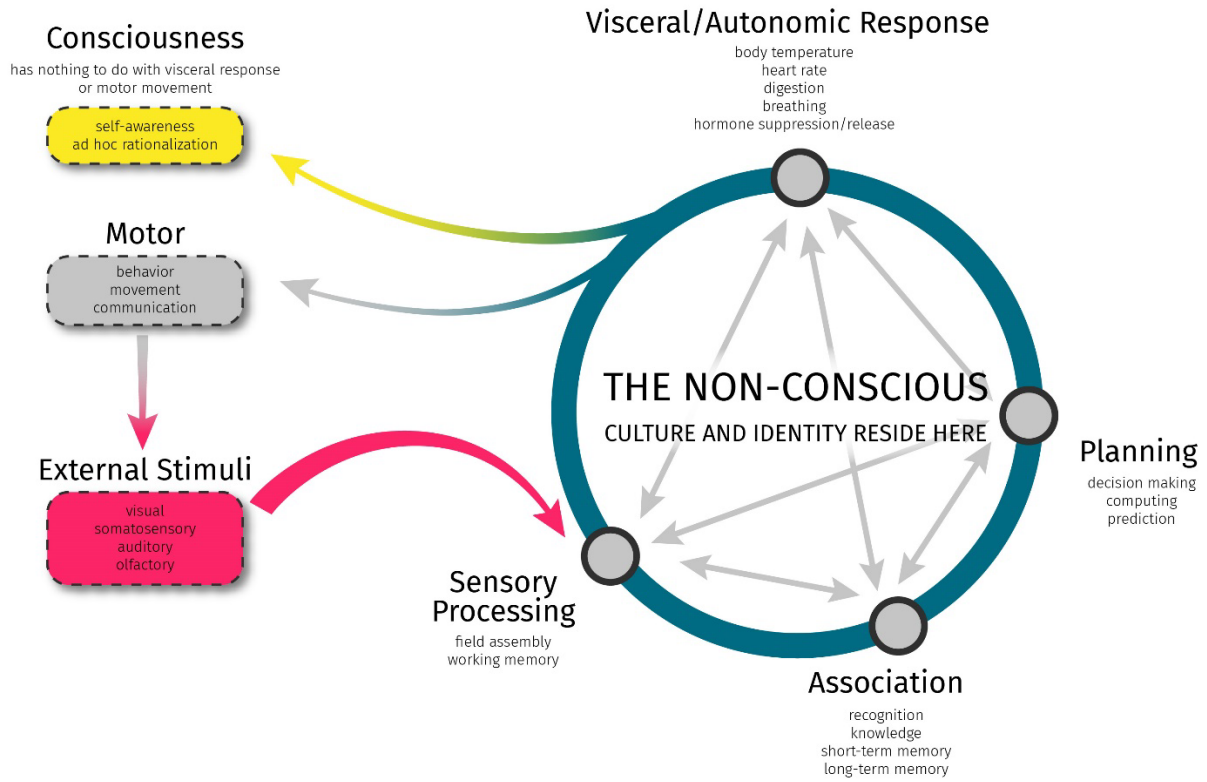 Consciousness
has nothing to do with visceral response
or motor movement
self-awareness
ad hoc rationalization
Motor
behavior
movement
communication
External Stimuli
visual
somatosensory
auditory
olfactory
Visceral/Autonomic Response
body temperature
heart rate
digestion
breathing
hormone suppression/release
THE NON-CONSCIOUS
CULTURE AND IDENTITY RESIDE HERE
Planning
decision making
computing
prediction
Sensory
Processing
field assembly
working memory
Association
recognition
knowledge
short-term memory
long-term memory